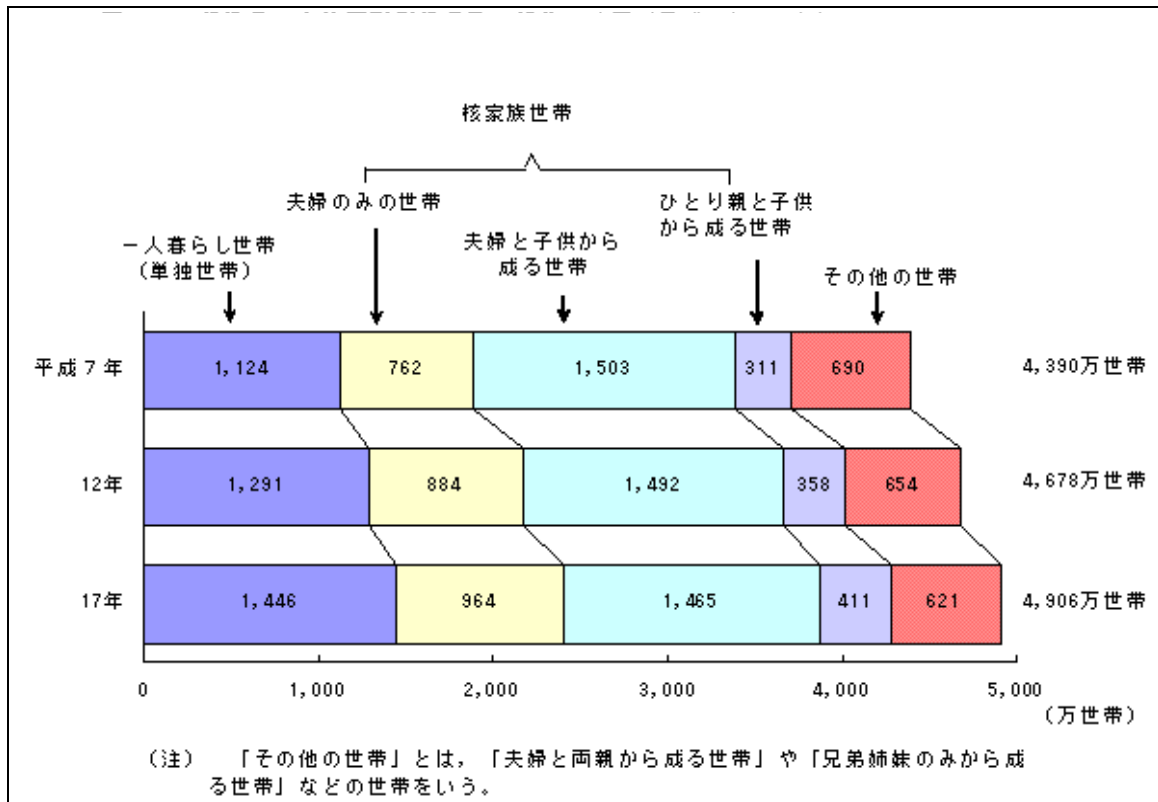 核家族世帯
夫婦のみの世帯
ひとり親と子供
から成る世帯
一人暮らし世帯
(単独世帯)
夫婦と子供から
成る世帯
その他の世帯
平成7年 1,124 762 1,503 311 690 4,390万世帯
12年 1,291 884 1,492 358 654 4,678万世帯
17年 1,446 964 1,465 411 621 4,906万世帯
0 1,000 2,000 3,000 4,000 5,000
(万世帯)
(注) 「その他の世帯」とは,「夫婦と両親から成る世帯」や「兄弟姉妹のみから成
る世帯」などの世帯をいう。